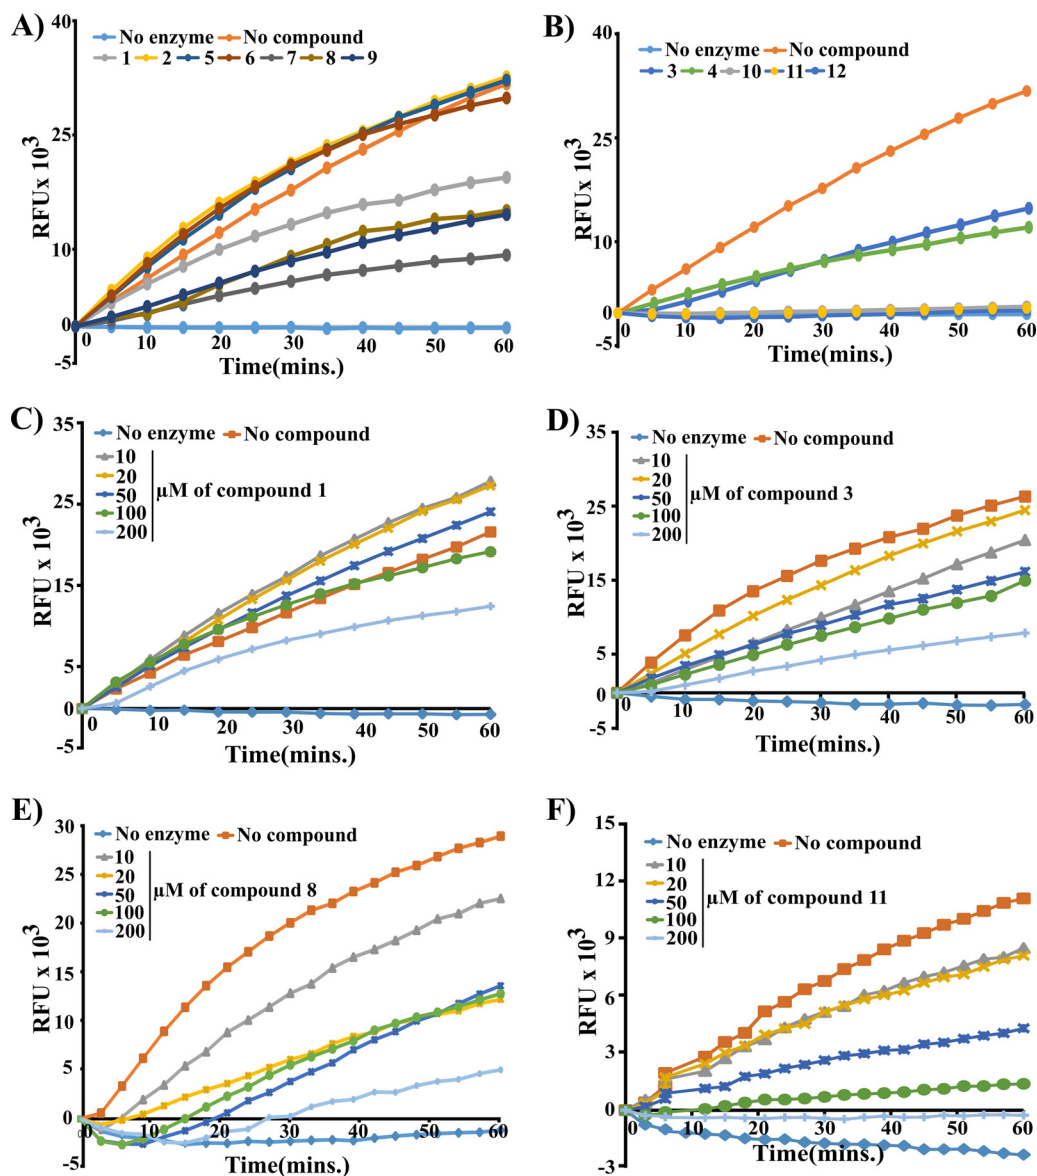 A)
40
25
10
0
-5
RFUx 10³
No enzyme No compound
1 2 5 6 7 8 9
0 10 20 30 40 50 60
Time(mins.)
B)
40
25
10
0
-5
RFUx 10³
No enzyme No compound
3 4 10 11 12
0 10 20 30 40 50 60
Time(mins.)
C)
35
25
15
5
0
-5
RFU x 10³
No enzyme No compound
10
20
50
100
200
µM of compound 1
0 10 20 30 40 50 60
Time(mins.)
D)
35
25
15
5
0
-5
RFU x 10³
No enzyme No compound
10
20
50
100
200
µM of compound 3
0 10 20 30 40 50 60
Time(mins.)
E)
30
25
20
15
10
5
0
-5
RFU x 10³
No enzyme No compound
10
20
50
100
200
µM of compound 8
0 10 20 30 40 50 60
Time(mins.)
F)
15
11
9
6
3
0
-3
RFU x 10³
No enzyme No compound
10
20
50
100
200
µM of compound 11
0 10 20 30 40 50 60
Time(mins.)